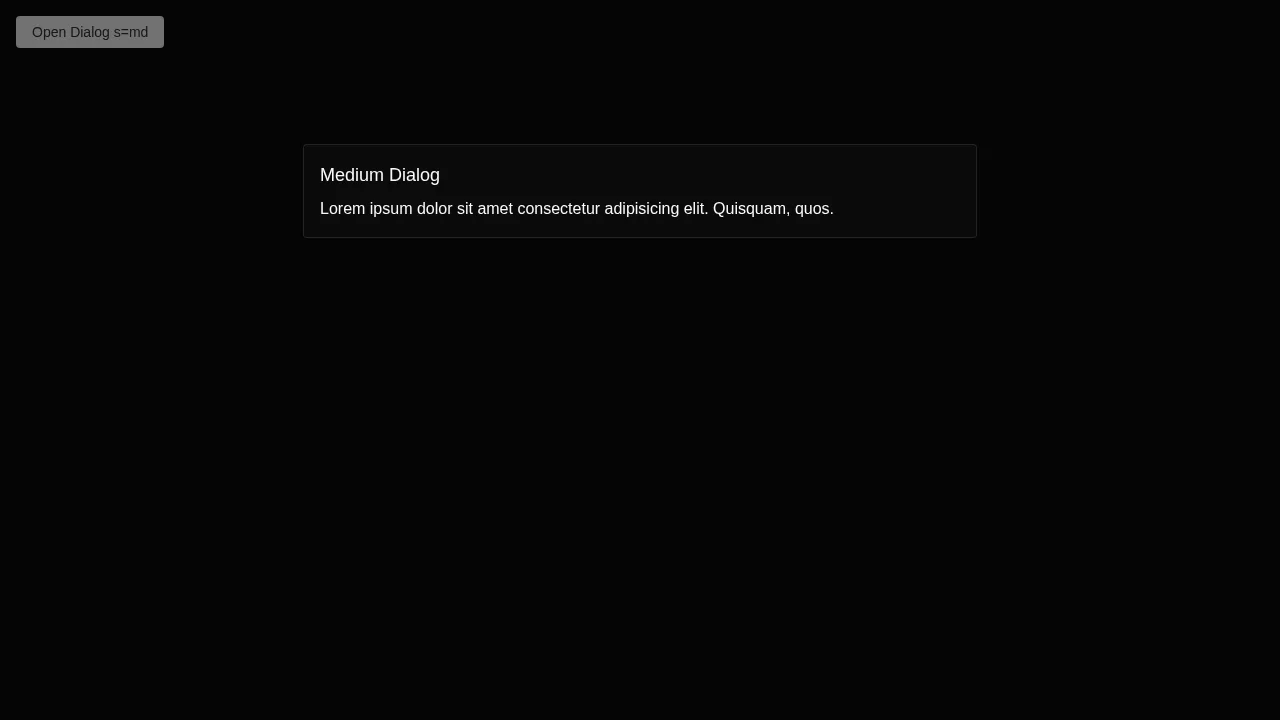 Open Dialog s=md
Medium Dialog
Lorem ipsum dolor sit amet consectetur adipisicing elit. Quisquam, quos.